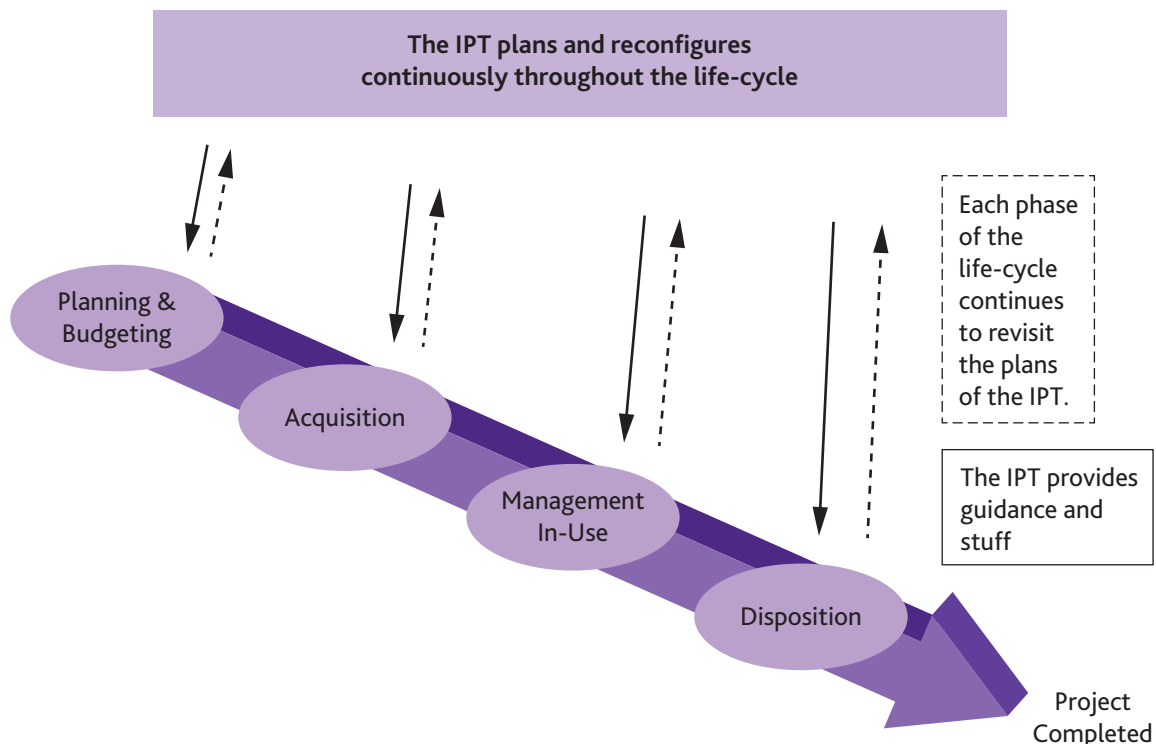 The IPT plans and reconfigures
continuously throughout the life-cycle
Planning &
Budgeting
Acquisition
Management
In-Use
Disposition
Each phase
of the
life-cycle
continues
to revisit
the plans
of the IPT.
The IPT provides
guidance and
stuff
Project
Completed